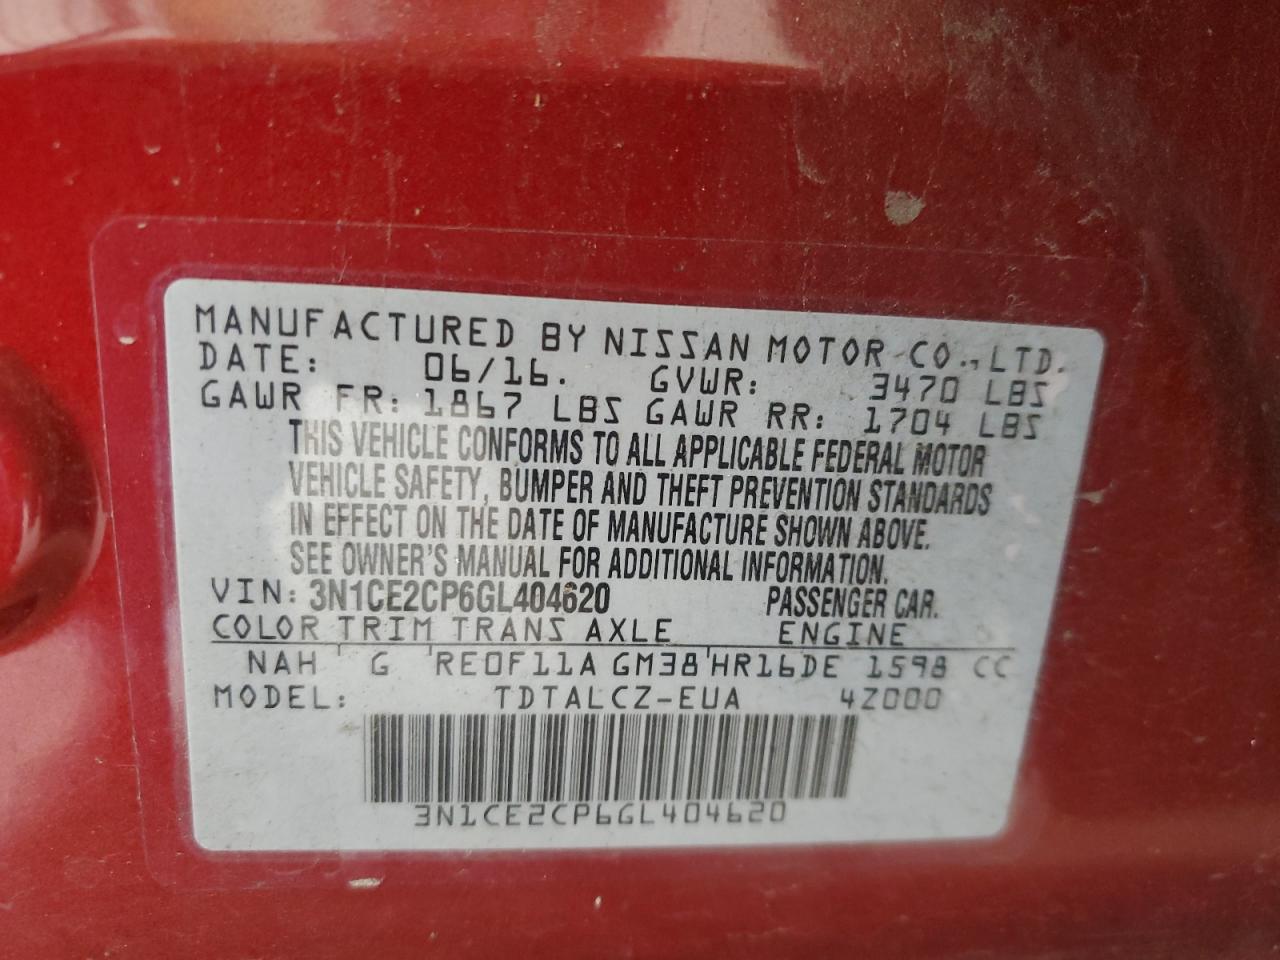 MANUFACTURED BY NISSAN MOTOR CO., LTD.
DATE: 06/16. GVWR: 3470 LBS
GAWR FR: 1867 LBS GAWR RR: 1704 LBS
THIS VEHICLE CONFORMS TO ALL APPLICABLE FEDERAL MOTOR
VEHICLE SAFETY, BUMPER AND THEFT PREVENTION STANDARDS
IN EFFECT ON THE DATE OF MANUFACTURE SHOWN ABOVE.
SEE OWNER'S MANUAL FOR ADDITIONAL INFORMATION.
VIN: 3N1CE2CP6GL404620 PASSENGER CAR.
COLOR TRIM TRANS AXLE ENGINE
NAH G RE0F11A GM38 HR16DE 1598 CC
MODEL: TDTALCZ-EUA 4Z000
3N1CE2CP6GL404620